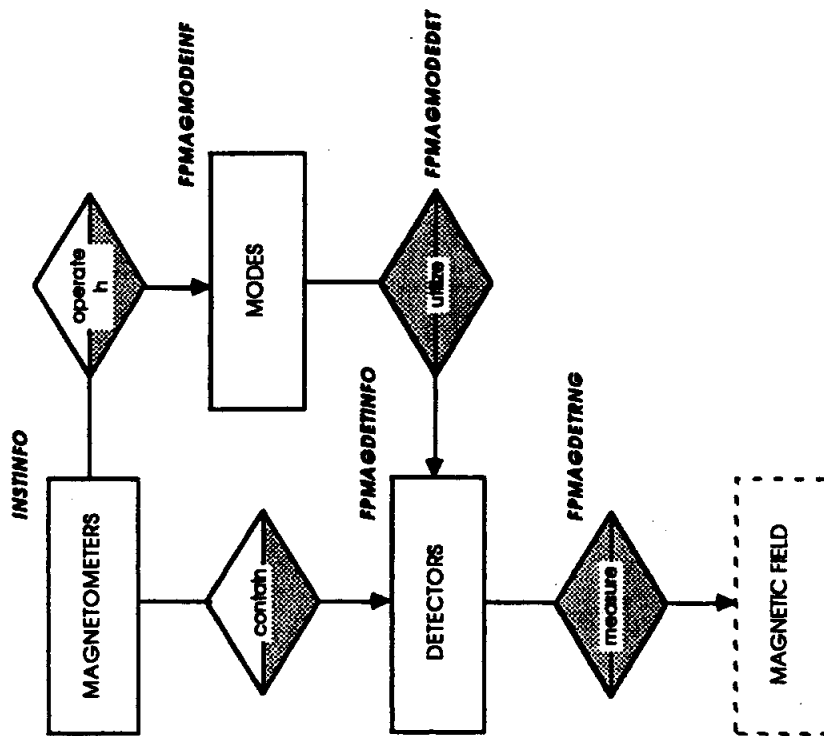 INSTINFO
MAGNETOMETERS
operate
h
FPMAGMODEINF
MODES
contain
FPMAGDETINFO
DETECTORS
utilize
FPMAGMODEDET
measure
FPMAGDETRNG
MAGNETIC FIELD